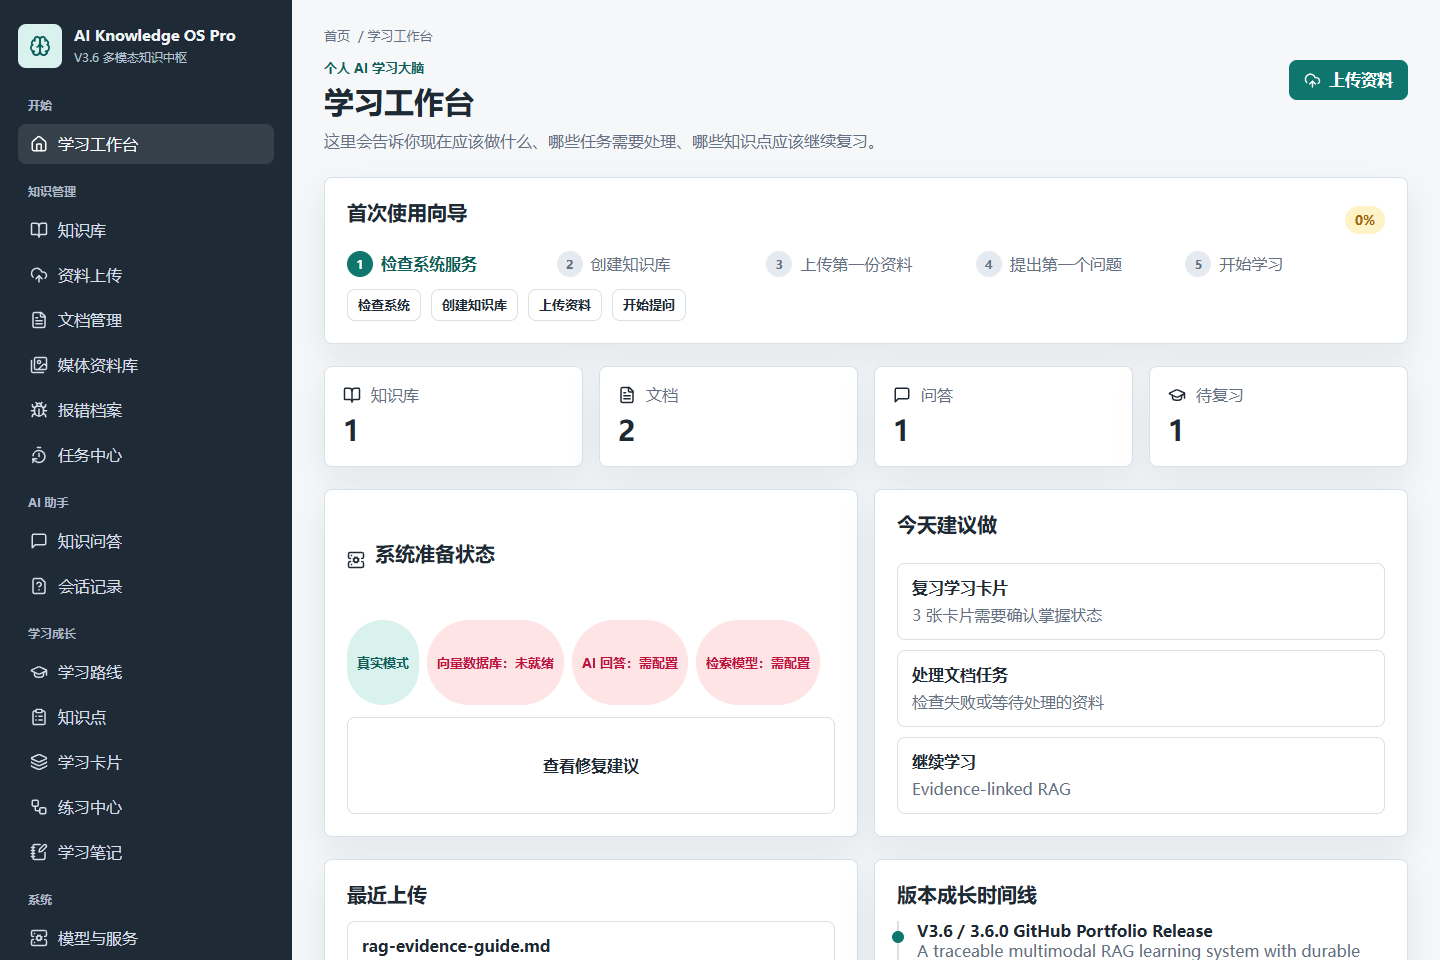 AI Knowledge OS Pro
V3.6 多模态知识中枢
开始
学习工作台
知识管理
知识库
资料上传
文档管理
媒体资料库
报错档案
任务中心
AI 助手
知识问答
会话记录
学习成长
学习路线
知识点
学习卡片
练习中心
学习笔记
系统
模型与服务
首页 / 学习工作台
个人 AI 学习大脑
学习工作台
这里会告诉你现在应该做什么、哪些任务需要处理、哪些知识点应该继续复习。
上传资料
首次使用向导
0%
1 检查系统服务
2 创建知识库
3 上传第一份资料
4 提出第一个问题
5 开始学习
检查系统 创建知识库 上传资料 开始提问
知识库
1
文档
2
问答
1
待复习
1
系统准备状态
真实模式 向量数据库：未就绪 AI 回答：需配置 检索模型：需配置
查看修复建议
今天建议做
复习学习卡片
3 张卡片需要确认掌握状态
处理文档任务
检查失败或等待处理的资料
继续学习
Evidence-linked RAG
最近上传
rag-evidence-guide.md
版本成长时间线
V3.6 / 3.6.0 GitHub Portfolio Release
A traceable multimodal RAG learning system with durable